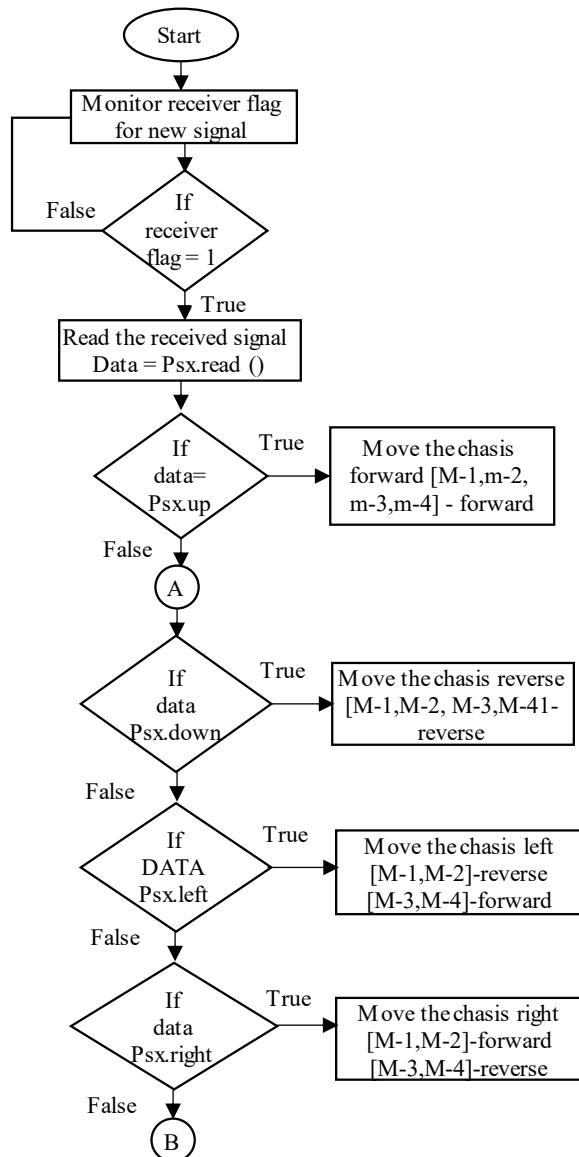 Start
Monitor receiver flag
for new signal
False
If
receiver
flag = 1
True
Read the received signal
Data = Psx.read ()
If
data=
Psx.up
True
Move the chasis
forward [M-1,m-2,
m-3,m-4] - forward
False
A
If
data
Psx.down
True
Move the chasis reverse
[M-1,M-2, M-3,M-41-
reverse
False
If
DATA
Psx.left
True
Move the chasis left
[M-1,M-2]-reverse
[M-3,M-4]-forward
False
If
data
Psx.right
True
Move the chasis right
[M-1,M-2]-forward
[M-3,M-4]-reverse
False
B